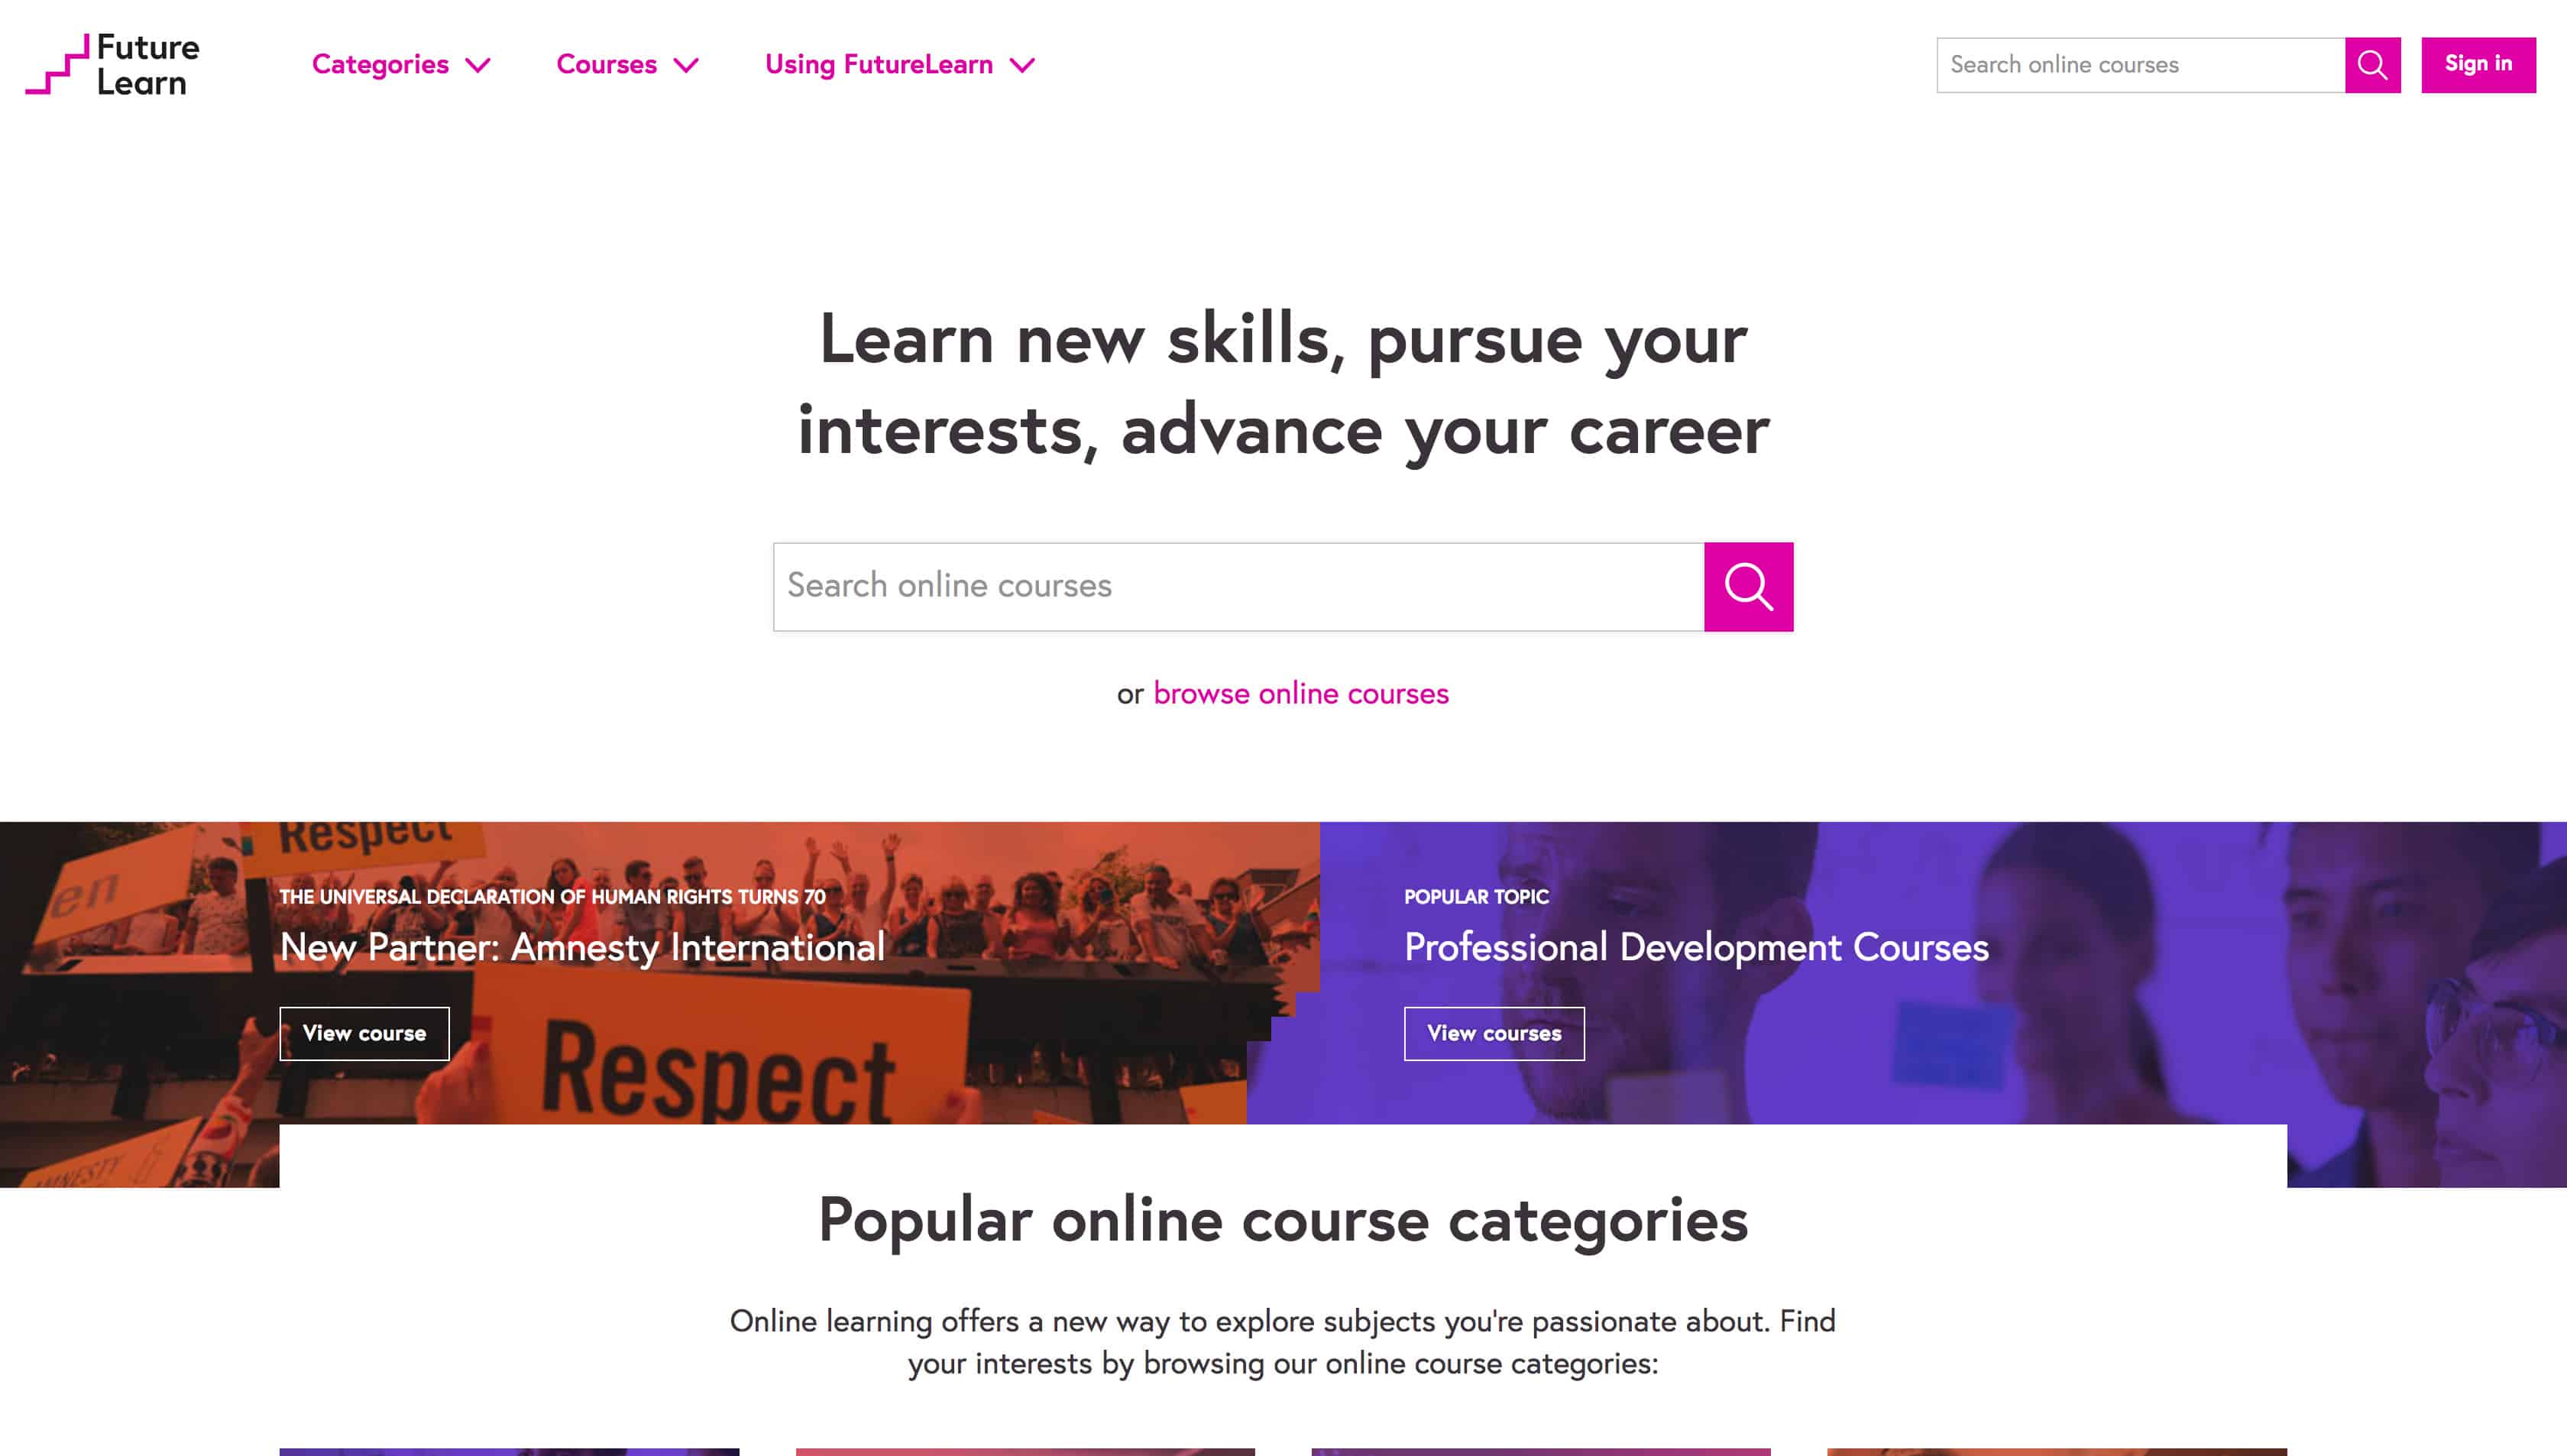 Future
Learn
Categories
Courses
Using FutureLearn
Search online courses
Sign in
Learn new skills, pursue your
interests, advance your career
Search online courses
or browse online courses
Respect
en
THE UNIVERSAL DECLARATION OF HUMAN RIGHTS TURNS 70
New Partner: Amnesty International
View course
Respect
AMNESTY
POPULAR TOPIC
Professional Development Courses
View courses
Popular online course categories
Online learning offers a new way to explore subjects you're passionate about. Find
your interests by browsing our online course categories: